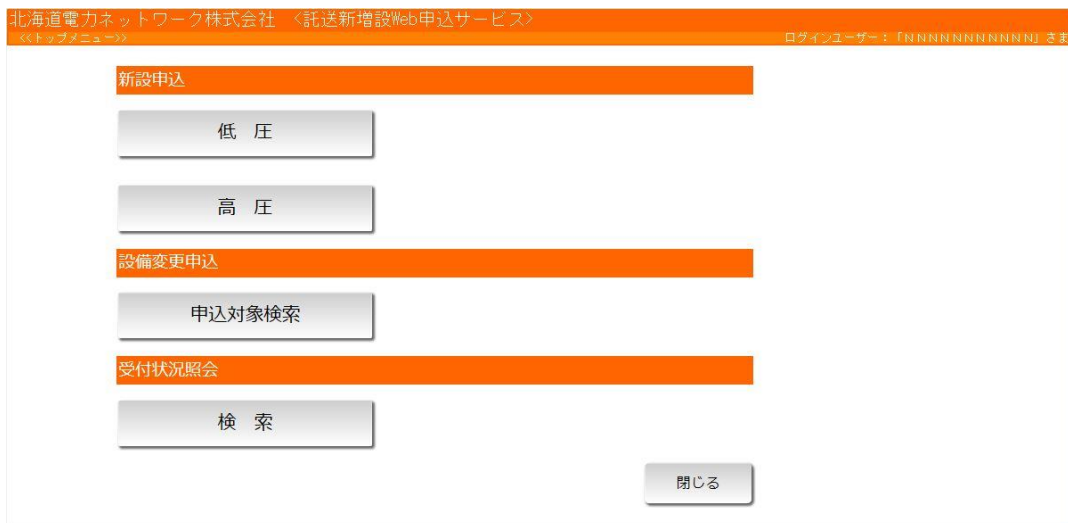 北海道電力ネットワーク株式会社　<託送新増設Web申込サービス>
<<トップメニュー>>
ログインユーザー：「ＮＮＮＮＮＮＮＮＮＮＮＮ」さま
新設申込
低　圧
高　圧
設備変更申込
申込対象検索
受付状況照会
検　索
閉じる